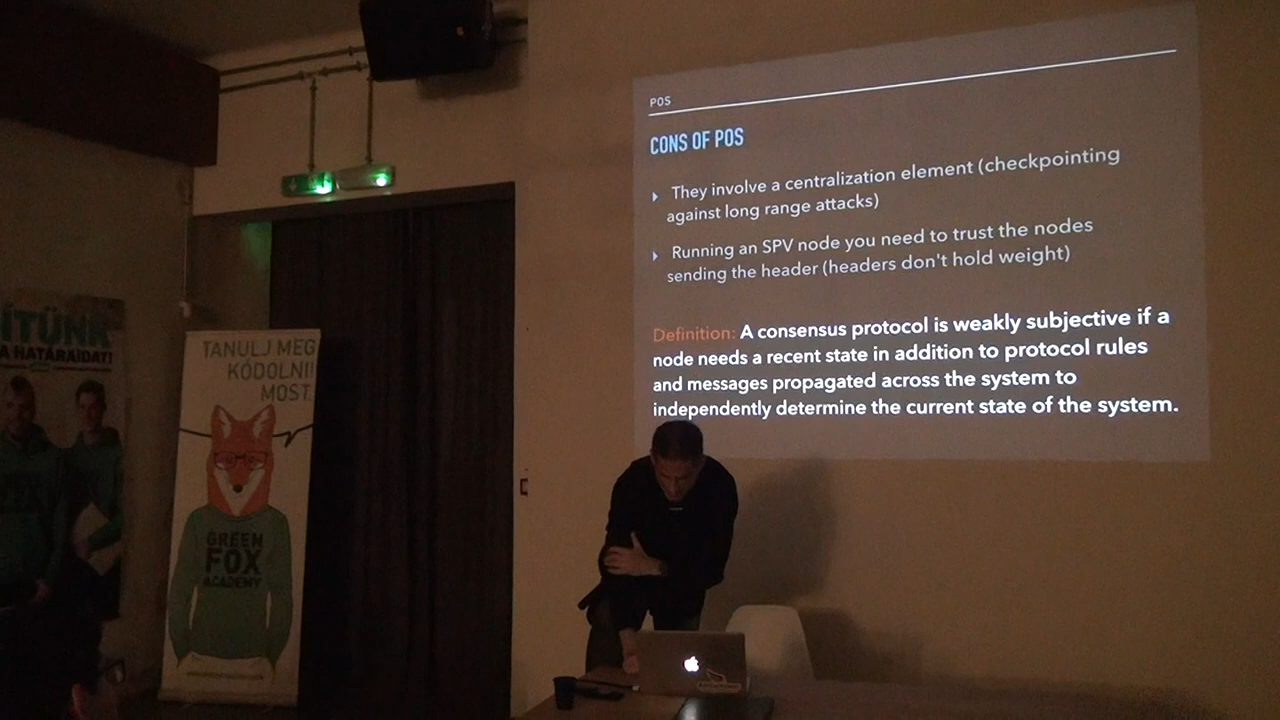 POS
CONS OF POS
They involve a centralization element (checkpointing
against long range attacks)
Running an SPV node you need to trust the nodes
sending the header (headers don't hold weight)
Definition: A consensus protocol is weakly subjective if a
node needs a recent state in addition to protocol rules
and messages propagated across the system to
independently determine the current state of the system.
ÍTÜNK
A HATÁRAIDAT!
TANULJ MEG
KÓDOLNI!
MOST.
GREEN
FOX
ACADEMY